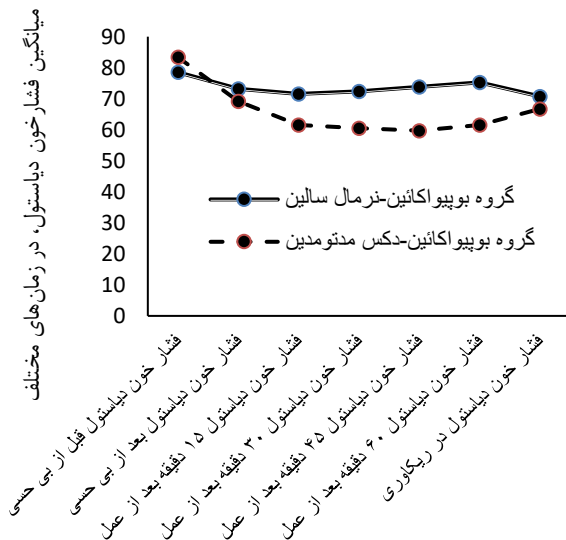 میانگین فشارخون دیاستول، در زمان‌های مختلف
90
80
70
60
50
40
30
20
10
0
گروه بوپیواکائین-نرمال سالین
گروه بوپیواکائین-دکس مدتومدین
فشار خون دیاستول قبل از بی حسی
فشار خون دیاستول بعد از بی حسی
فشار خون دیاستول ۱۵ دقیقه بعد از عمل
فشار خون دیاستول ۳۰ دقیقه بعد از عمل
فشار خون دیاستول ۴۵ دقیقه بعد از عمل
فشار خون دیاستول ۶۰ دقیقه بعد از عمل
فشار خون دیاستول در ریکاوری